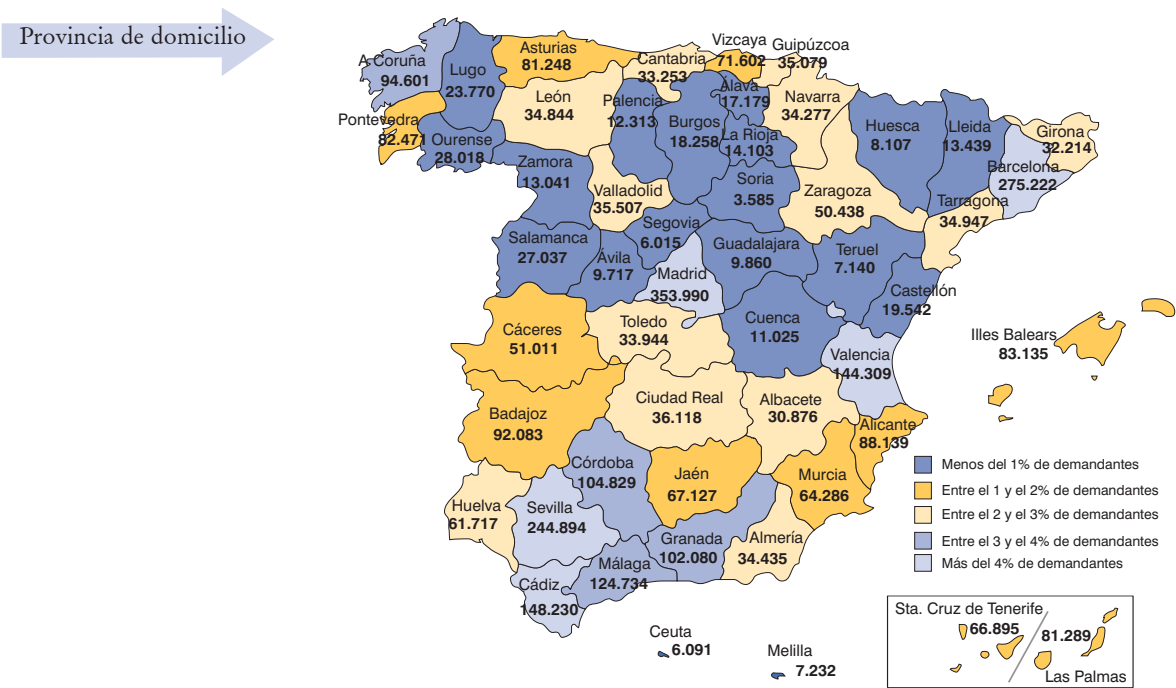 Provincia de domicilio
A Coruña
94.601
Lugo
23.770
Asturias
81.248
Cantabria
33.253
Vizcaya
71.602
Guipúzcoa
35.079
Pontevedra
82.471
Ourense
28.018
León
34.844
Palencia
12.313
Burgos
18.258
Álava
17.179
La Rioja
14.103
Navarra
34.277
Huesca
8.107
Lleida
13.439
Girona
32.214
Barcelona
275.222
Zamora
13.041
Valladolid
35.507
Soria
3.585
Zaragoza
50.438
Tarragona
34.947
Salamanca
27.037
Ávila
9.717
Segovia
6.015
Madrid
353.990
Guadalajara
9.860
Teruel
7.140
Castellón
19.542
Cáceres
51.011
Toledo
33.944
Cuenca
11.025
Valencia
144.309
Illes Balears
83.135
Badajoz
92.083
Ciudad Real
36.118
Albacete
30.876
Alicante
88.139
Huelva
61.717
Sevilla
244.894
Córdoba
104.829
Jaén
67.127
Murcia
64.286
Cádiz
148.230
Málaga
124.734
Granada
102.080
Almería
34.435
Menos del 1% de demandantes
Entre el 1 y el 2% de demandantes
Entre el 2 y el 3% de demandantes
Entre el 3 y el 4% de demandantes
Más del 4% de demandantes
Ceuta
6.091
Melilla
7.232
Sta. Cruz de Tenerife
66.895
81.289
Las Palmas